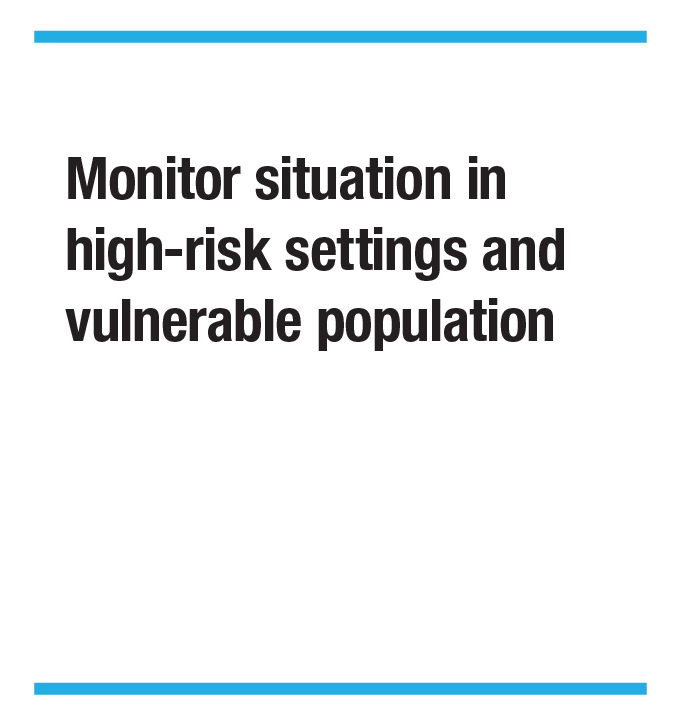 Monitor situation in
high-risk settings and
vulnerable population